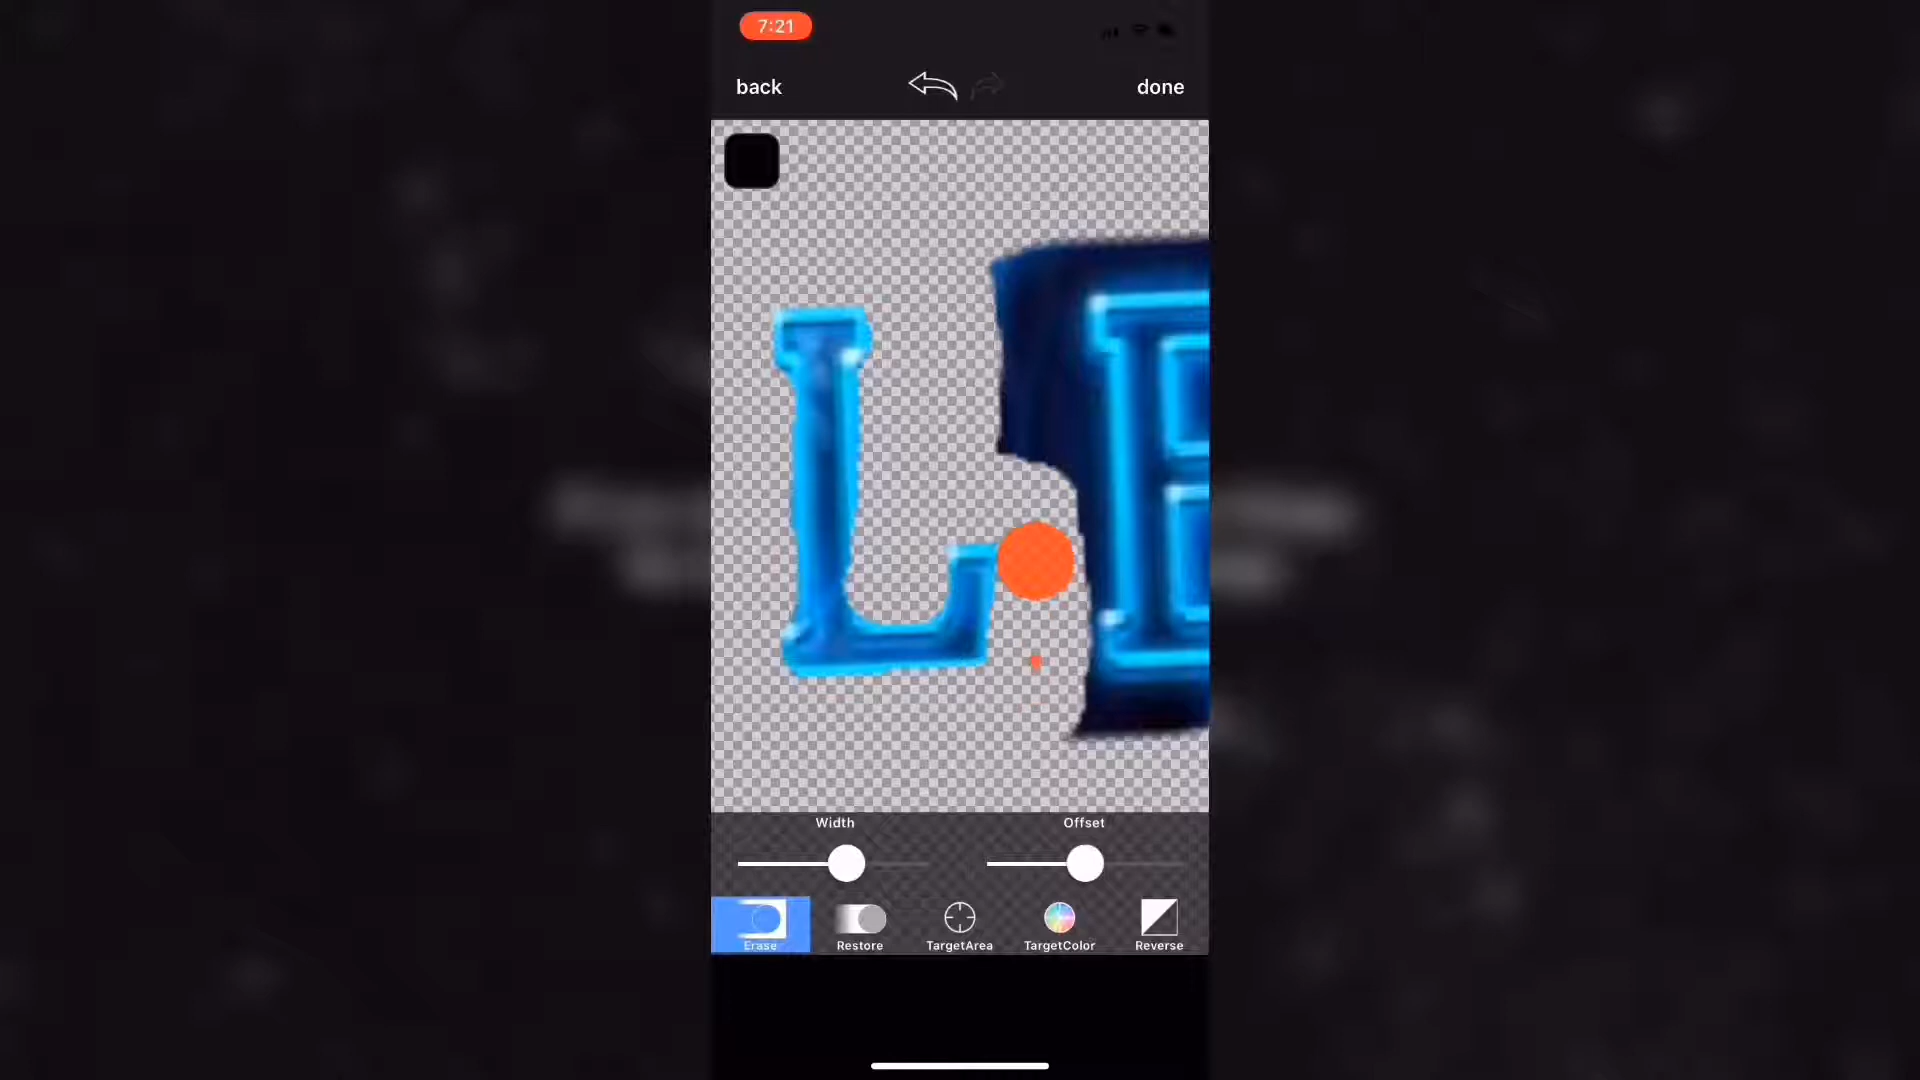 7:21
back
done
L E
Width
Offset
Erase
Restore
TargetArea
TargetColor
Reverse